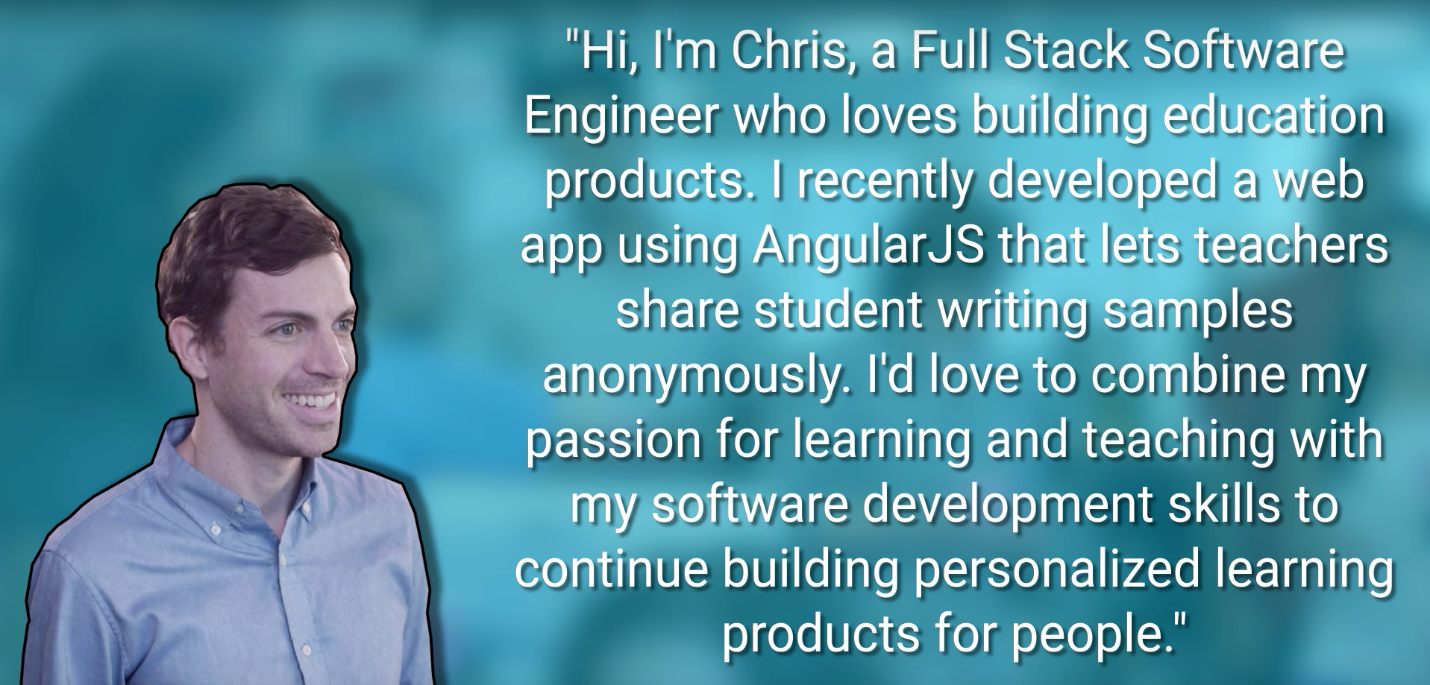 "Hi, I'm Chris, a Full Stack Software
Engineer who loves building education
products. I recently developed a web
app using AngularJS that lets teachers
share student writing samples
anonymously. I'd love to combine my
passion for learning and teaching with
my software development skills to
continue building personalized learning
products for people."